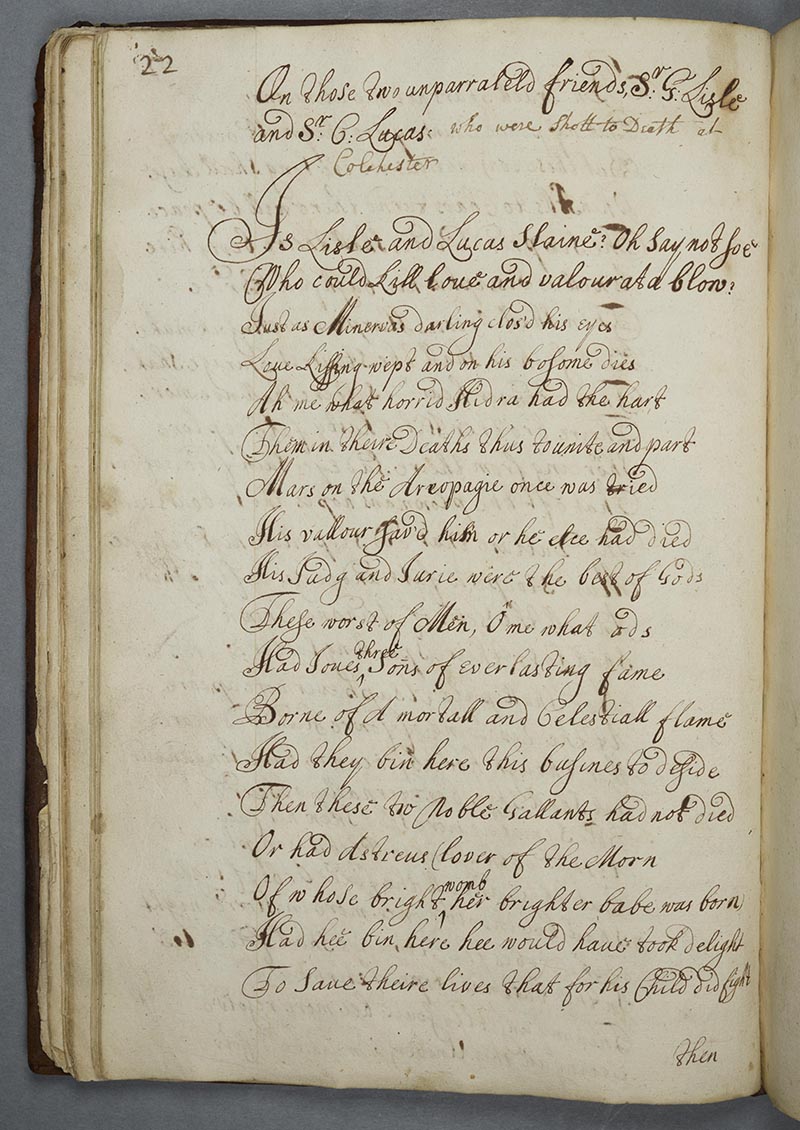 22
On those two unparraleld friends, Sr: G: Lisle
and Sr: C: Lucas: who were Shott to Death at
Colchester
Is Lisle and Lucas Slaine? Oh say not soe
Who could Kill love and valour at a blow?
Just as Minervas darling clos'd his eyes
Love Kissing wept and on his bosome dies
Ah me what horrid Hidra had the hart
Them in theire Deaths thus to unite and part
Mars on the Areopagie once was tried
His vallour sav'd him or he elce had died
His Judg and Jurie were the best of Gods
These worst of Men, O me what ods
Had Joves three Sons of everlasting fame
Borne of A mortall and Celestiall flame
Had they bin here this busines to deside
Then these two Noble Gallants had not died
Or had Astreus (lover of the Morn
Of whose bright womb her brighter babe was born)
Had hee bin here hee would have took delight
To Save theire lives that for his Child did fight
then